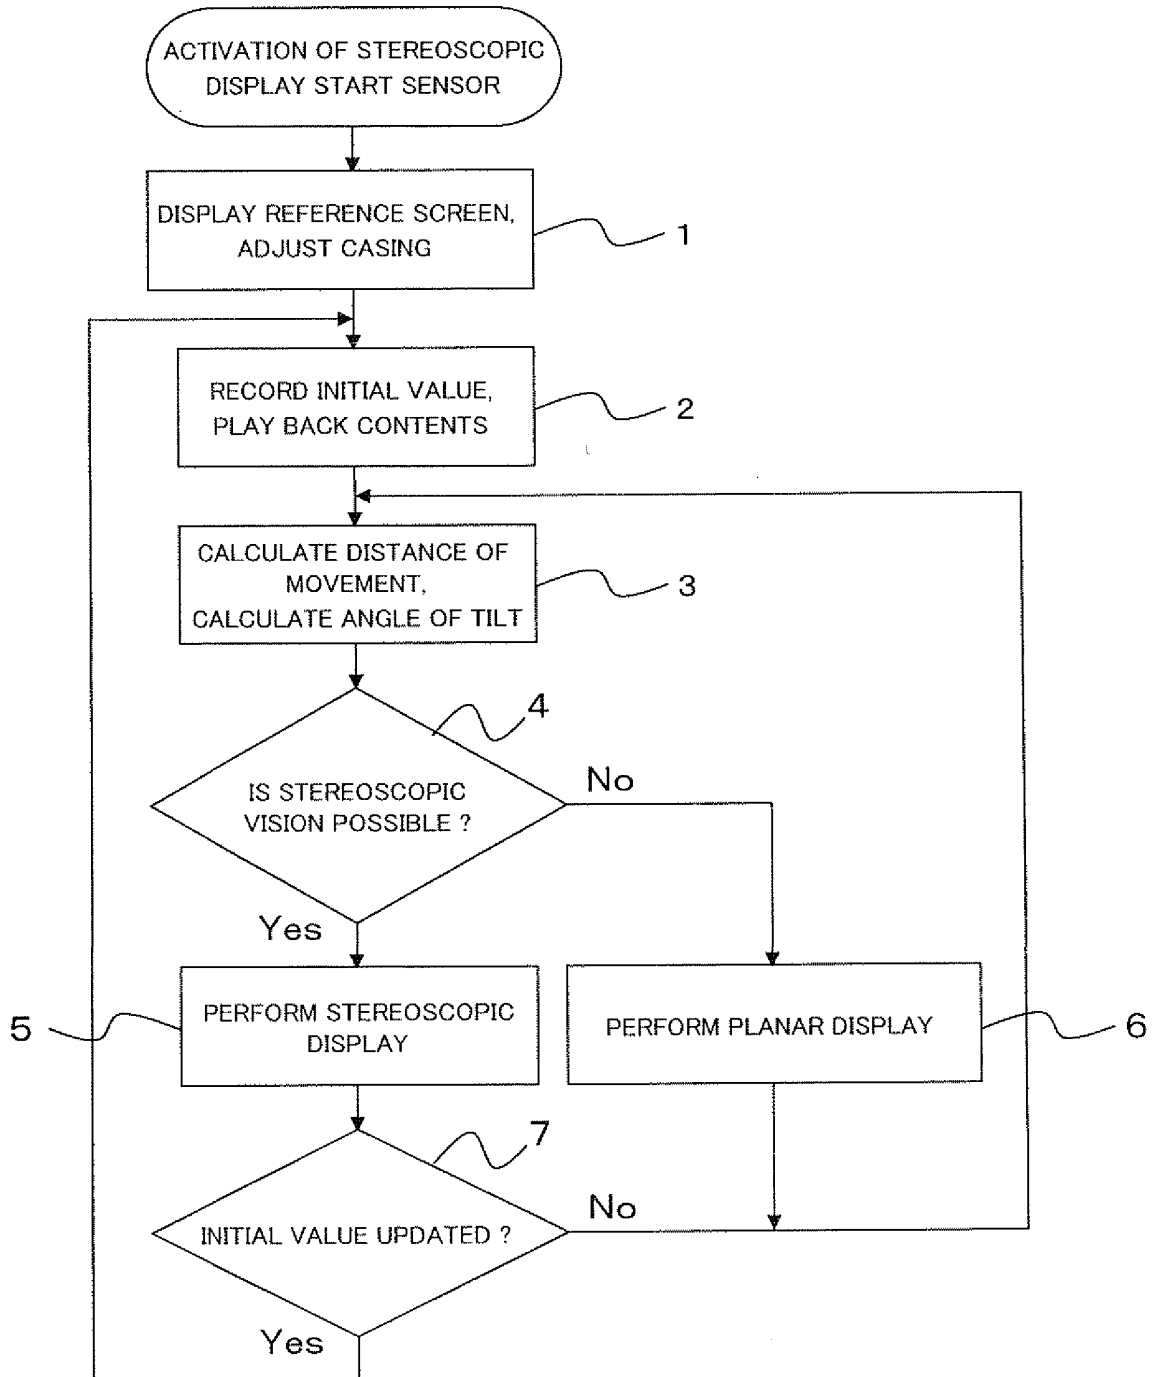 ACTIVATION OF STEREOSCOPIC
DISPLAY START SENSOR
DISPLAY REFERENCE SCREEN,
ADJUST CASING
1
RECORD INITIAL VALUE,
PLAY BACK CONTENTS
2
CALCULATE DISTANCE OF
MOVEMENT,
CALCULATE ANGLE OF TILT
3
4
IS STEREOSCOPIC
VISION POSSIBLE ?
No
Yes
5
PERFORM STEREOSCOPIC
DISPLAY
PERFORM PLANAR DISPLAY
6
7
INITIAL VALUE UPDATED ?
No
Yes